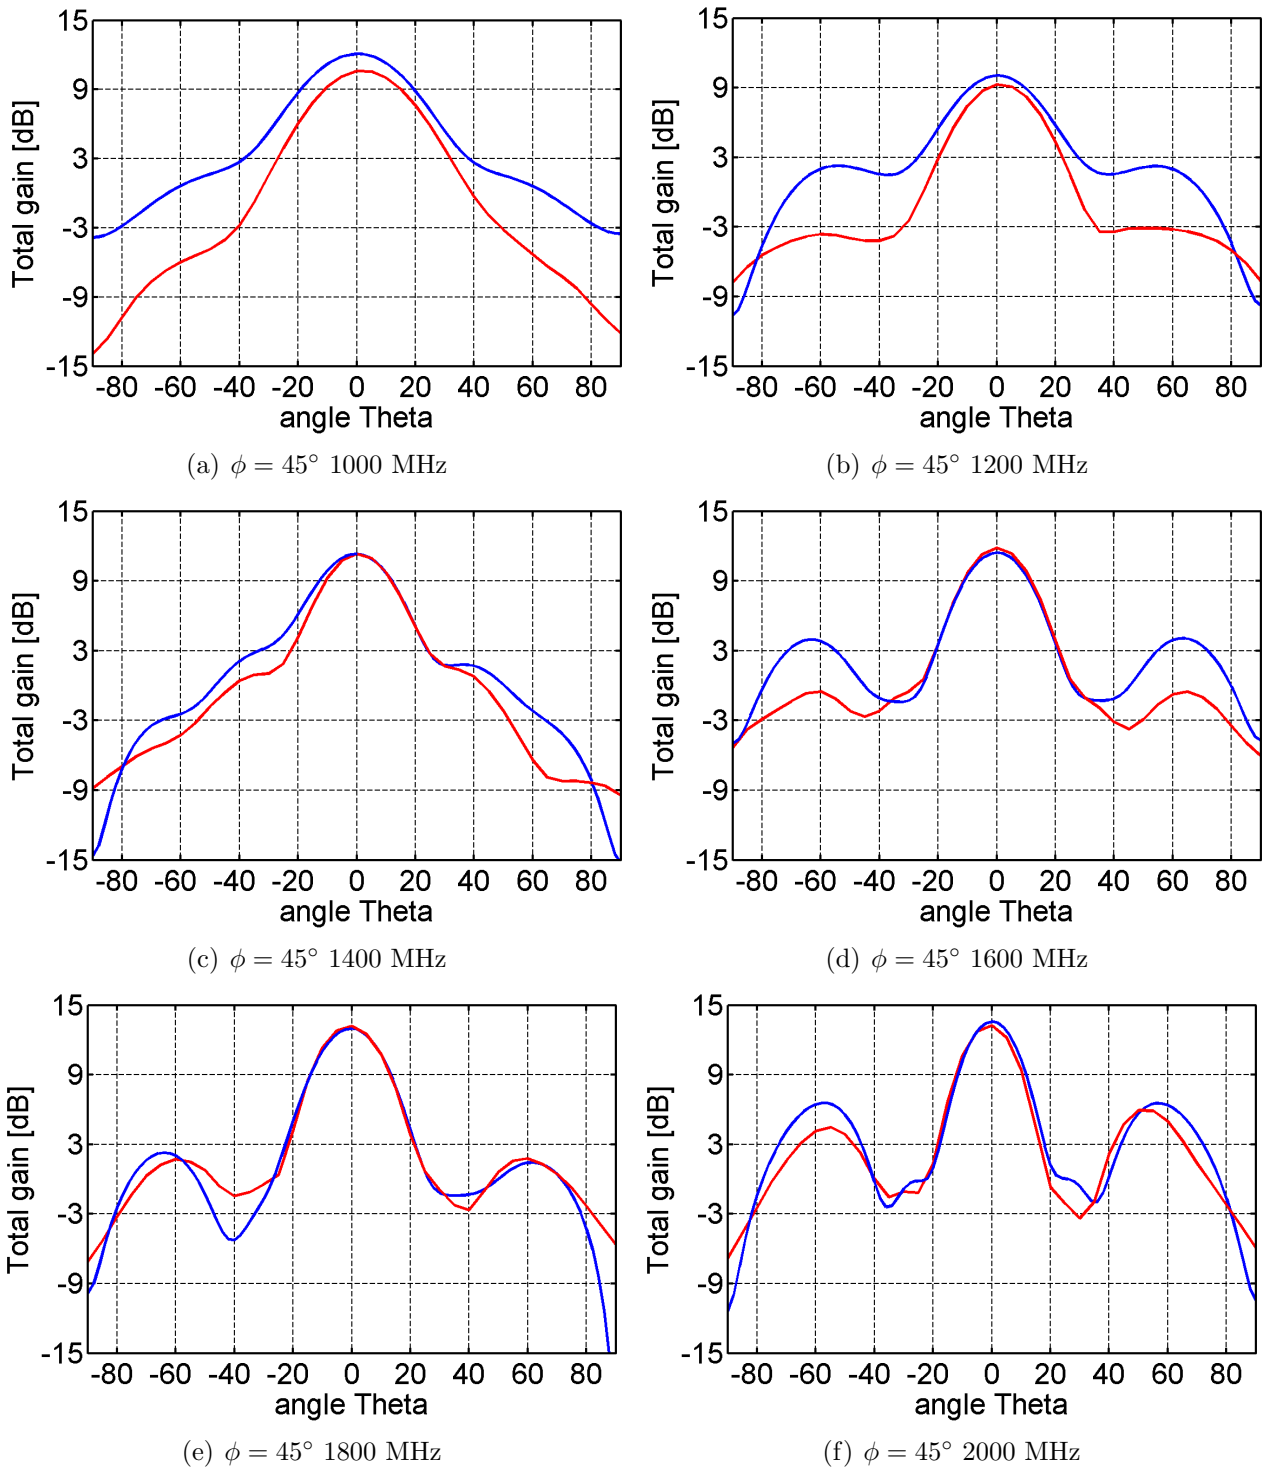 15
9
3
-3
-9
-15
Total gain [dB]
-80 -60 -40 -20 0 20 40 60 80
angle Theta
(a) ϕ = 45° 1000 MHz
15
9
3
-3
-9
-15
Total gain [dB]
-80 -60 -40 -20 0 20 40 60 80
angle Theta
(b) ϕ = 45° 1200 MHz
15
9
3
-3
-9
-15
Total gain [dB]
-80 -60 -40 -20 0 20 40 60 80
angle Theta
(c) ϕ = 45° 1400 MHz
15
9
3
-3
-9
-15
Total gain [dB]
-80 -60 -40 -20 0 20 40 60 80
angle Theta
(d) ϕ = 45° 1600 MHz
15
9
3
-3
-9
-15
Total gain [dB]
-80 -60 -40 -20 0 20 40 60 80
angle Theta
(e) ϕ = 45° 1800 MHz
15
9
3
-3
-9
-15
Total gain [dB]
-80 -60 -40 -20 0 20 40 60 80
angle Theta
(f) ϕ = 45° 2000 MHz